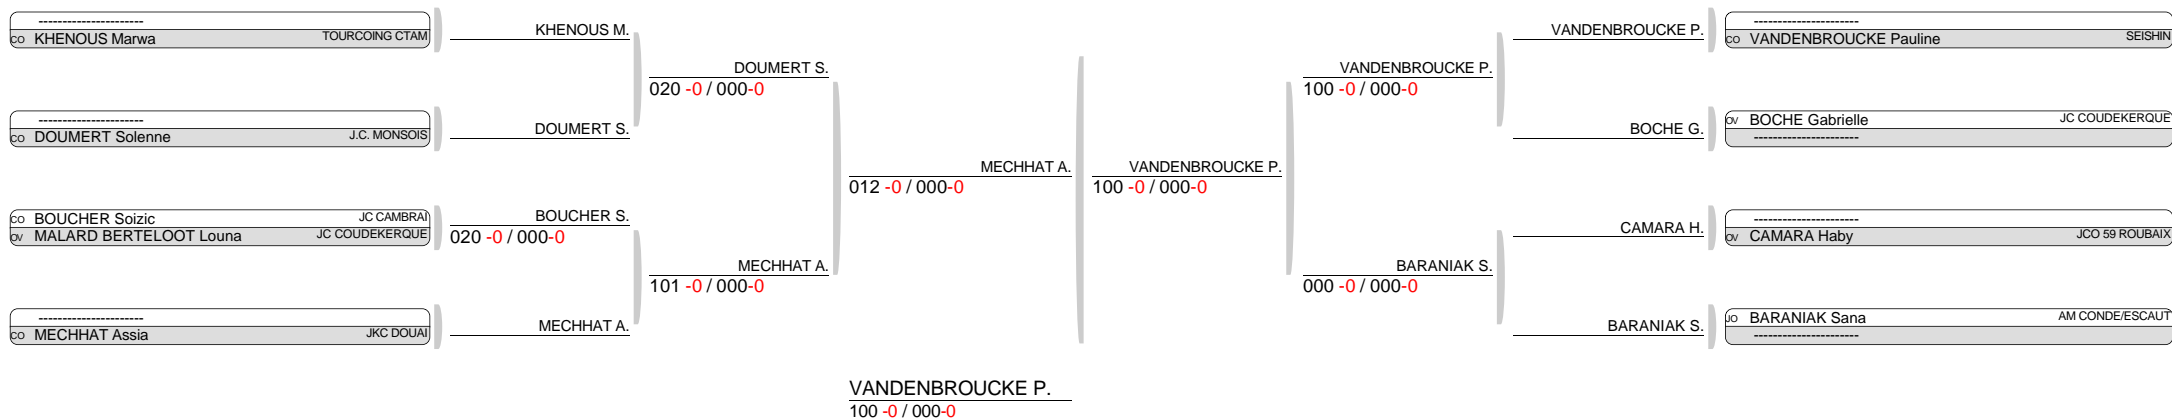 ----------------------
CO KHENOUS Marwa TOURCOING CTAM
----------------------
CO DOUMERT Solenne J.C. MONSOIS
CO BOUCHER Soizic JC CAMBRAI
OV MALARD BERTELOOT Louna JC COUDEKERQUE
----------------------
CO MECHHAT Assia JKC DOUAI
KHENOUS M.
DOUMERT S.
BOUCHER S.
020 -0 / 000-0
MECHHAT A.
DOUMERT S.
020 -0 / 000-0
MECHHAT A.
101 -0 / 000-0
MECHHAT A.
012 -0 / 000-0
VANDENBROUCKE P.
100 -0 / 000-0
VANDENBROUCKE P.
100 -0 / 000-0
VANDENBROUCKE P.
100 -0 / 000-0
BARANIAK S.
000 -0 / 000-0
VANDENBROUCKE P.
BOCHE G.
CAMARA H.
BARANIAK S.
----------------------
CO VANDENBROUCKE Pauline SEISHIN
OV BOCHE Gabrielle JC COUDEKERQUE
----------------------
----------------------
OV CAMARA Haby JCO 59 ROUBAIX
JO BARANIAK Sana AM CONDE/ESCAUT
----------------------